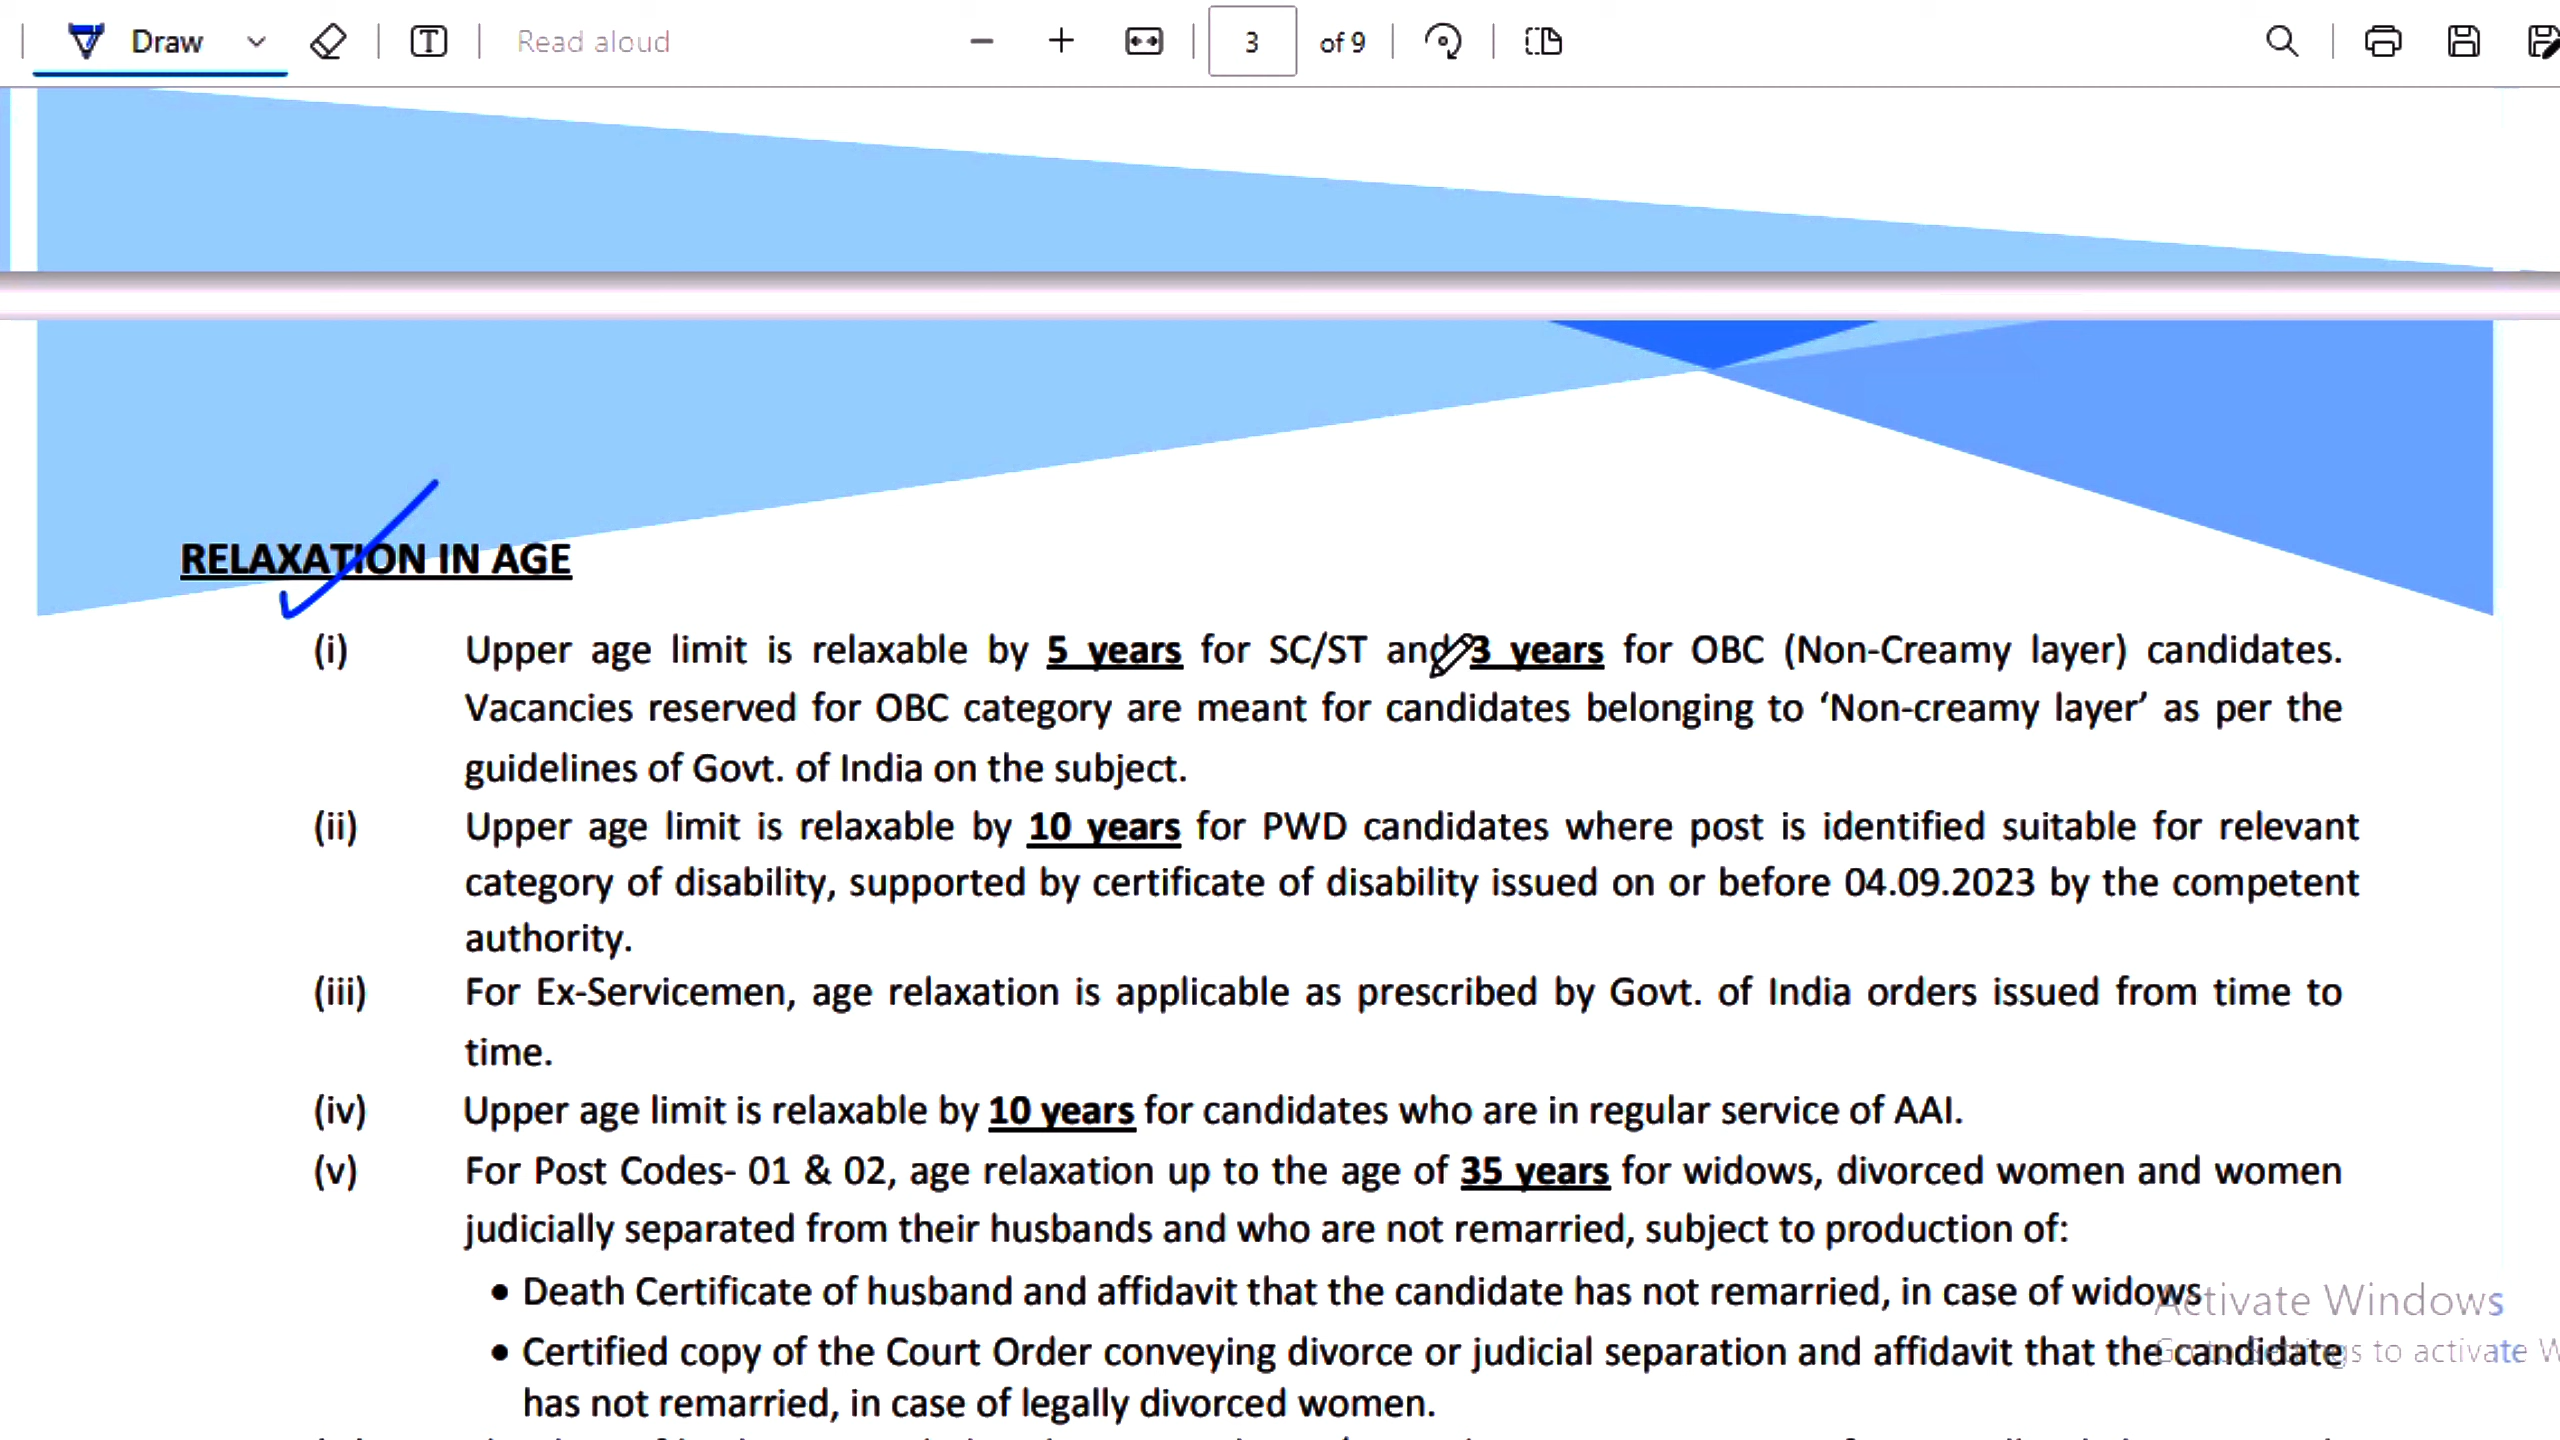 Draw
Read aloud
3 of 9
RELAXATION IN AGE
(i) Upper age limit is relaxable by 5 years for SC/ST and 3 years for OBC (Non-Creamy layer) candidates.
Vacancies reserved for OBC category are meant for candidates belonging to ‘Non-creamy layer’ as per the
guidelines of Govt. of India on the subject.
(ii) Upper age limit is relaxable by 10 years for PWD candidates where post is identified suitable for relevant
category of disability, supported by certificate of disability issued on or before 04.09.2023 by the competent
authority.
(iii) For Ex-Servicemen, age relaxation is applicable as prescribed by Govt. of India orders issued from time to
time.
(iv) Upper age limit is relaxable by 10 years for candidates who are in regular service of AAI.
(v) For Post Codes- 01 & 02, age relaxation up to the age of 35 years for widows, divorced women and women
judicially separated from their husbands and who are not remarried, subject to production of:
• Death Certificate of husband and affidavit that the candidate has not remarried, in case of widows
Activate Windows
• Certified copy of the Court Order conveying divorce or judicial separation and affidavit that the candidate
Go to Settings to activate W
has not remarried, in case of legally divorced women.